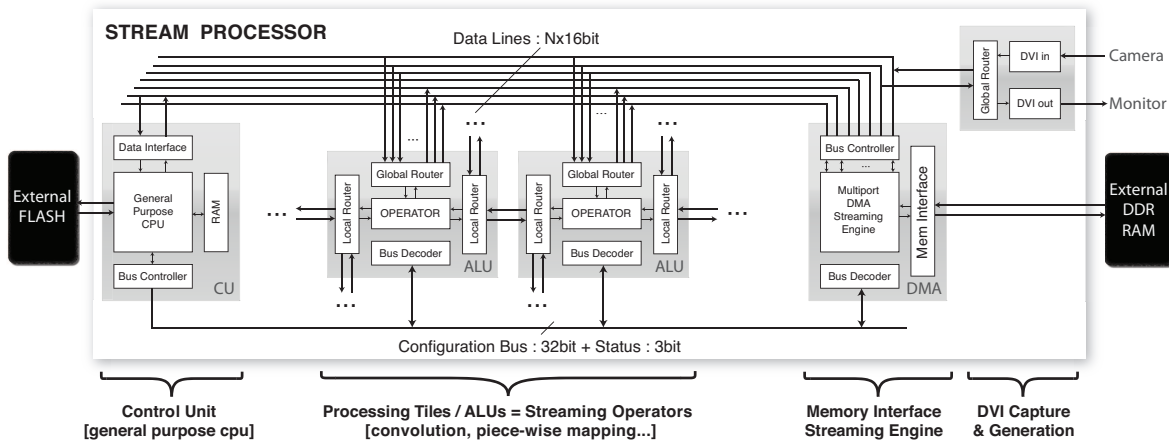 STREAM PROCESSOR
Data Lines : Nx16bit
Global Router
DVI in
DVI out
Camera
Monitor
External
FLASH
Data Interface
General
Purpose
CPU
RAM
Bus Controller
CU
...
...
...
Local Router
Global Router
OPERATOR
Bus Decoder
Local Router
ALU
...
...
...
Local Router
Global Router
OPERATOR
Bus Decoder
Local Router
ALU
...
...
...
Bus Controller
...
Multiport
DMA
Streaming
Engine
Mem Interface
Bus Decoder
DMA
External
DDR
RAM
Configuration Bus : 32bit + Status : 3bit
Control Unit
[general purpose cpu]
Processing Tiles / ALUs = Streaming Operators
[convolution, piece-wise mapping...]
Memory Interface
Streaming Engine
DVI Capture
& Generation